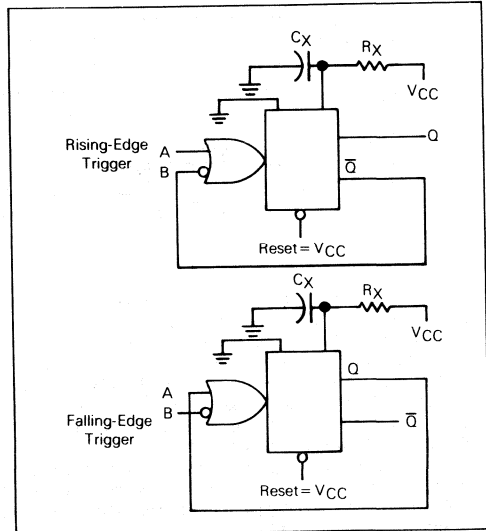 CX
RX
VCC
Rising-Edge
Trigger
A
B
Q
Q̅
Reset = VCC
CX
RX
VCC
Falling-Edge
Trigger
A
B
Q
Q̅
Reset = VCC